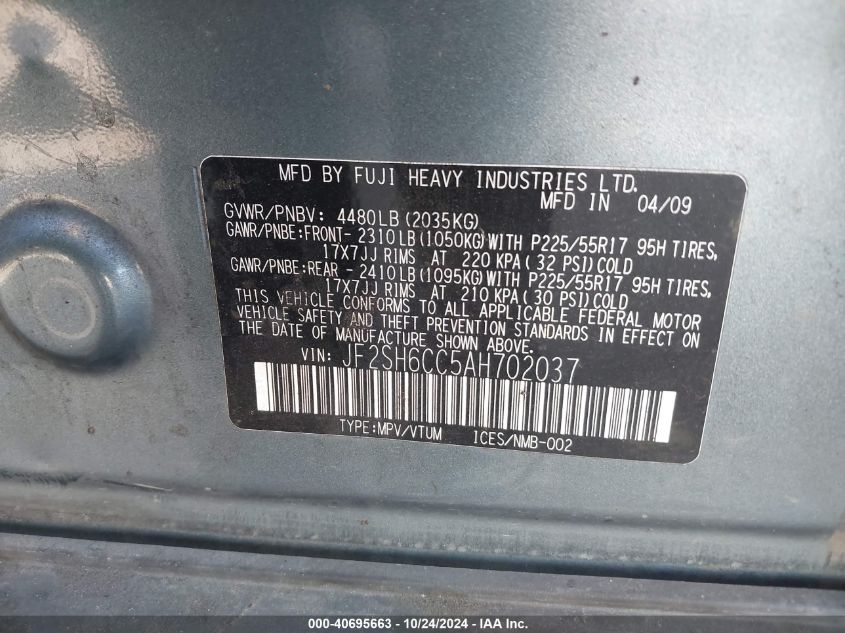 MFD BY FUJI HEAVY INDUSTRIES LTD.
MFD IN 04/09
GVWR/PNBV: 4480LB(2035KG)
GAWR/PNBE:FRONT- 2310LB(1050KG)WITH P225/55R17 95H TIRES,
17X7JJ RIMS AT 220 KPA(32 PSI)COLD
GAWR/PNBE:REAR - 2410LB(1095KG)WITH P225/55R17 95H TIRES,
17X7JJ RIMS AT 210 KPA(30 PSI)COLD
THIS VEHICLE CONFORMS TO ALL APPLICABLE FEDERAL MOTOR
VEHICLE SAFETY AND THEFT PREVENTION STANDARDS IN EFFECT ON
THE DATE OF MANUFACTURE SHOWN ABOVE.
VIN: JF2SH6CC5AH702037
TYPE:MPV/VTUM ICES/NMB-002
000-40695663 - 10/24/2024 - IAA Inc.